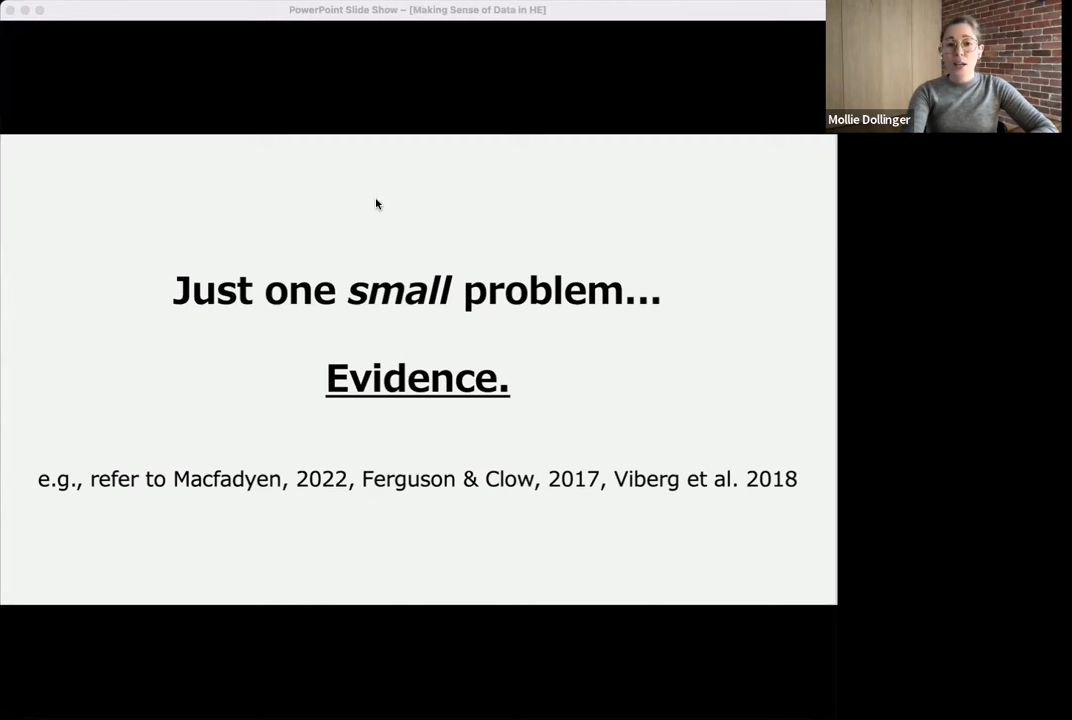 PowerPoint Slide Show – [Making Sense of Data in HE]
Mollie Dollinger
Just one small problem...
Evidence.
e.g., refer to Macfadyen, 2022, Ferguson & Clow, 2017, Viberg et al. 2018